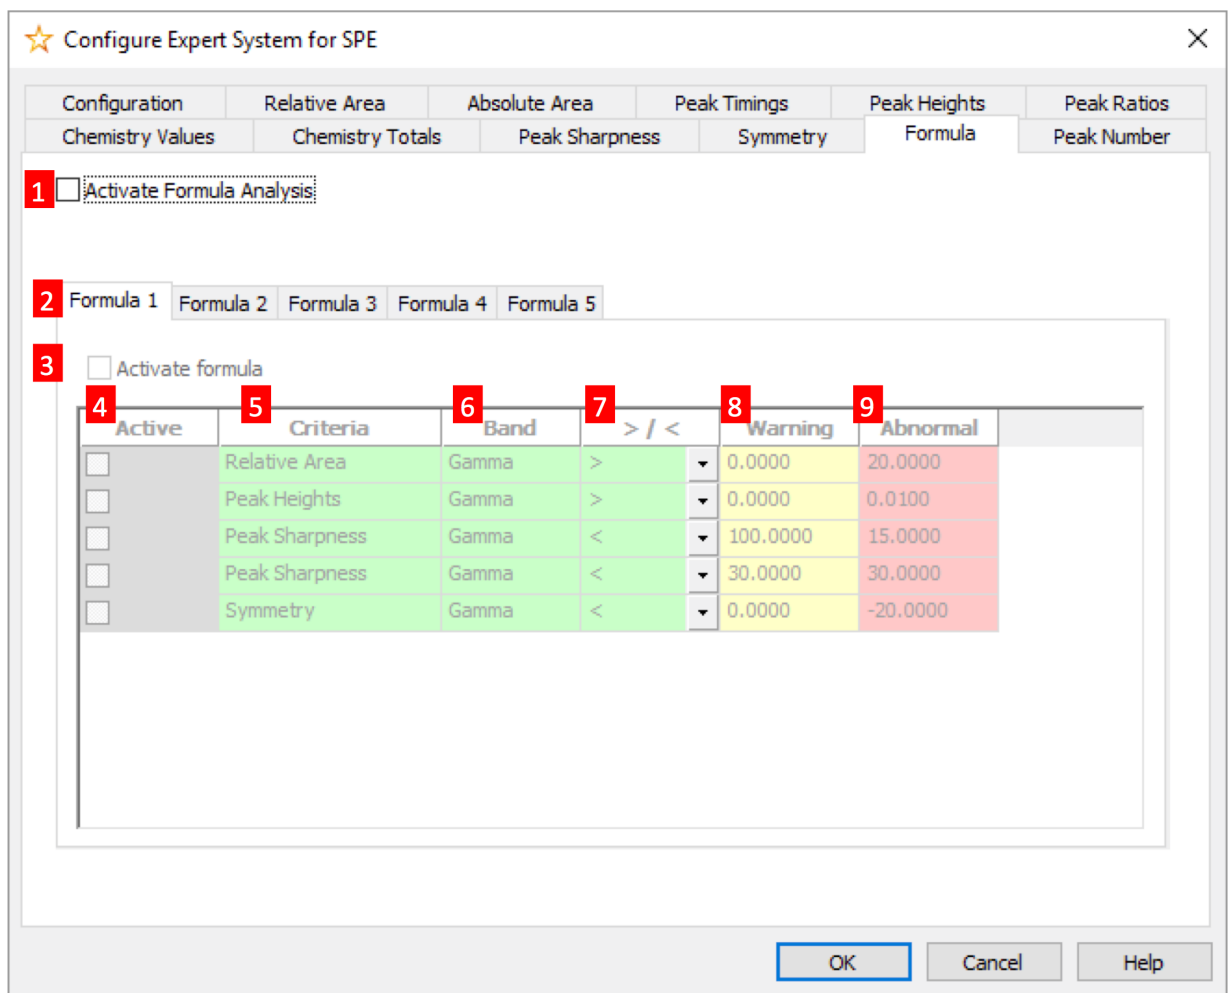 Configure Expert System for SPE
Configuration Relative Area Absolute Area Peak Timings Peak Heights Peak Ratios
Chemistry Values Chemistry Totals Peak Sharpness Symmetry Formula Peak Number
1 Activate Formula Analysis
2 Formula 1 Formula 2 Formula 3 Formula 4 Formula 5
3 Activate formula
4 5 6 7 8 9
Active Criteria Band > / < Warning Abnormal
Relative Area Gamma > 0.0000 20.0000
Peak Heights Gamma > 0.0000 0.0100
Peak Sharpness Gamma < 100.0000 15.0000
Peak Sharpness Gamma < 30.0000 30.0000
Symmetry Gamma < 0.0000 -20.0000
OK Cancel Help